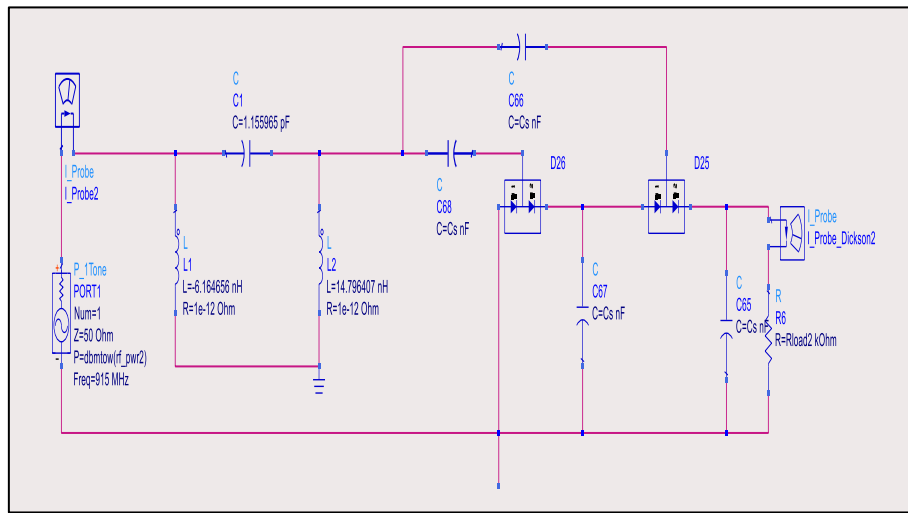 I_Probe
I_Probe2
P_1Tone
PORT1
Num=1
Z=50 Ohm
P=dbmtow(rf_pwr2)
Freq=915 MHz
C
C1
C=1.155965 pF
L
L1
L=-6.164656 nH
R=1e-12 Ohm
L
L2
L=14.796407 nH
R=1e-12 Ohm
C
C66
C=Cs nF
C
C68
C=Cs nF
D26
D25
C
C67
C=Cs nF
C
C65
C=Cs nF
I_Probe
I_Probe_Dickson2
R
R6
R=Rload2 kOhm